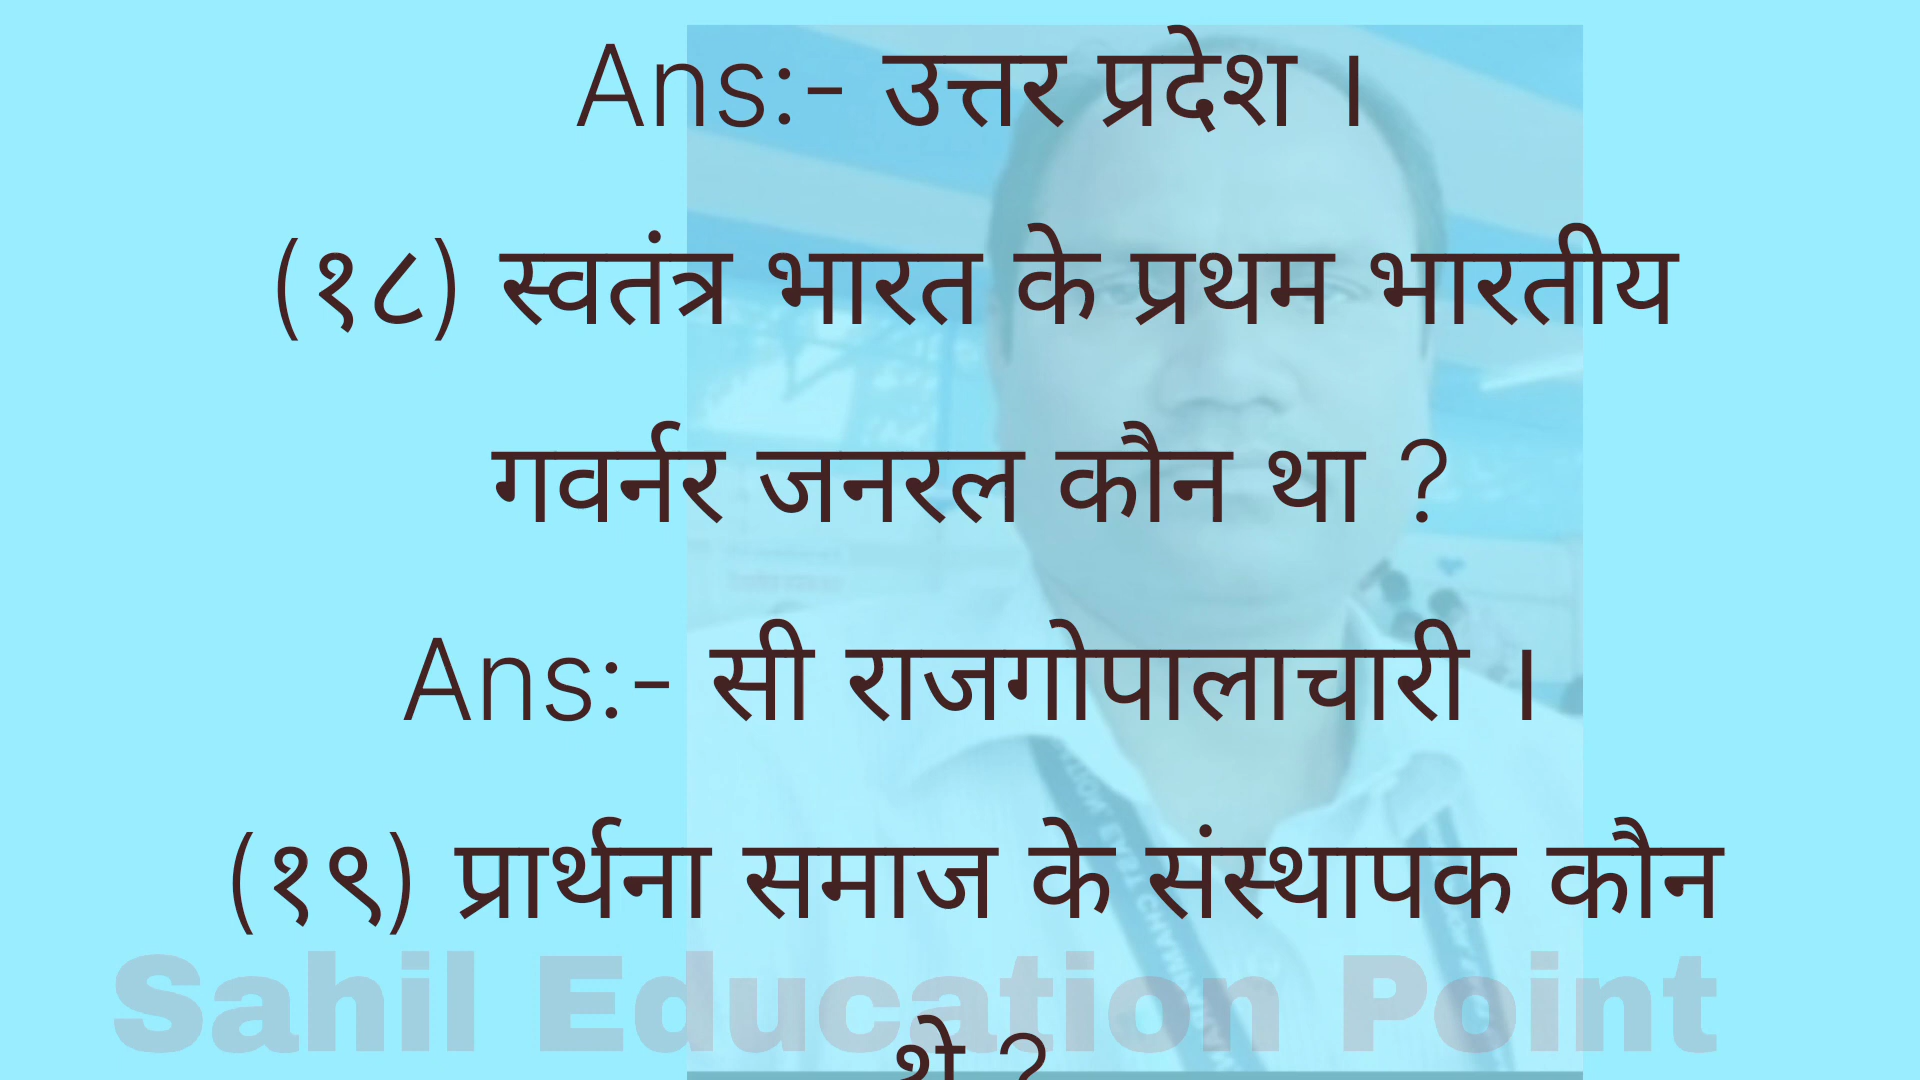 Ans:- उत्तर प्रदेश ।
(१८) स्वतंत्र भारत के प्रथम भारतीय
गवर्नर जनरल कौन था ?
Ans:- सी राजगोपालाचारी ।
(१९) प्रार्थना समाज के संस्थापक कौन
Sahil Education Point
थे ?